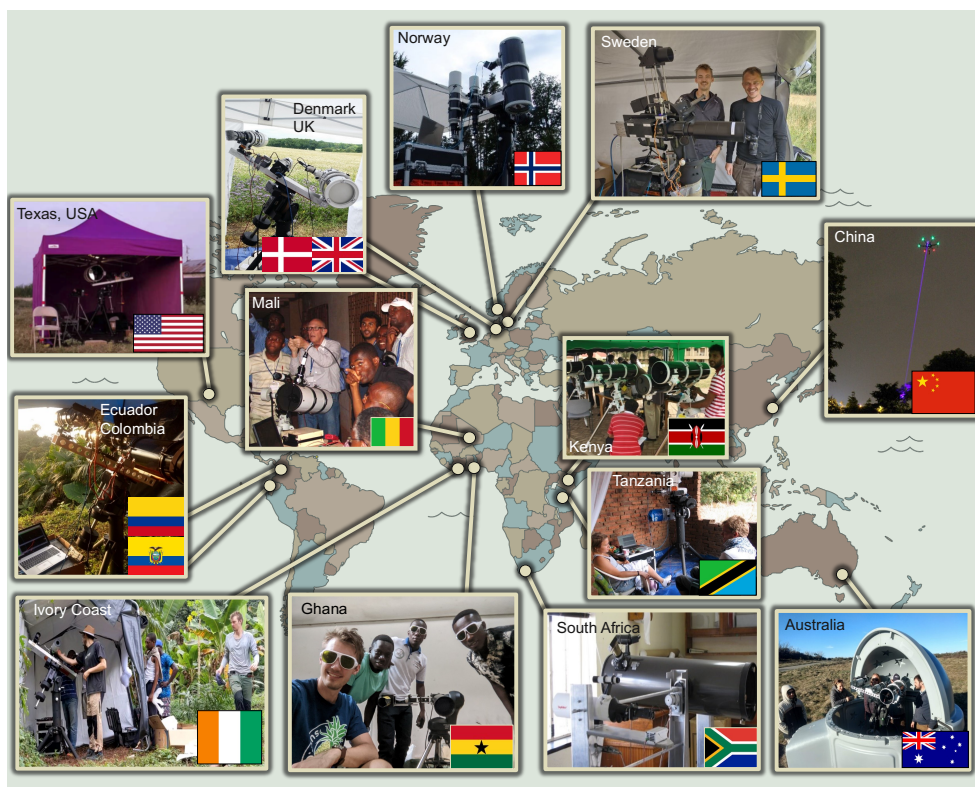 Norway
Sweden
Denmark
UK
Texas, USA
China
Mali
Ecuador
Colombia
Kenya
Tanzania
Ivory Coast
Ghana
South Africa
Australia